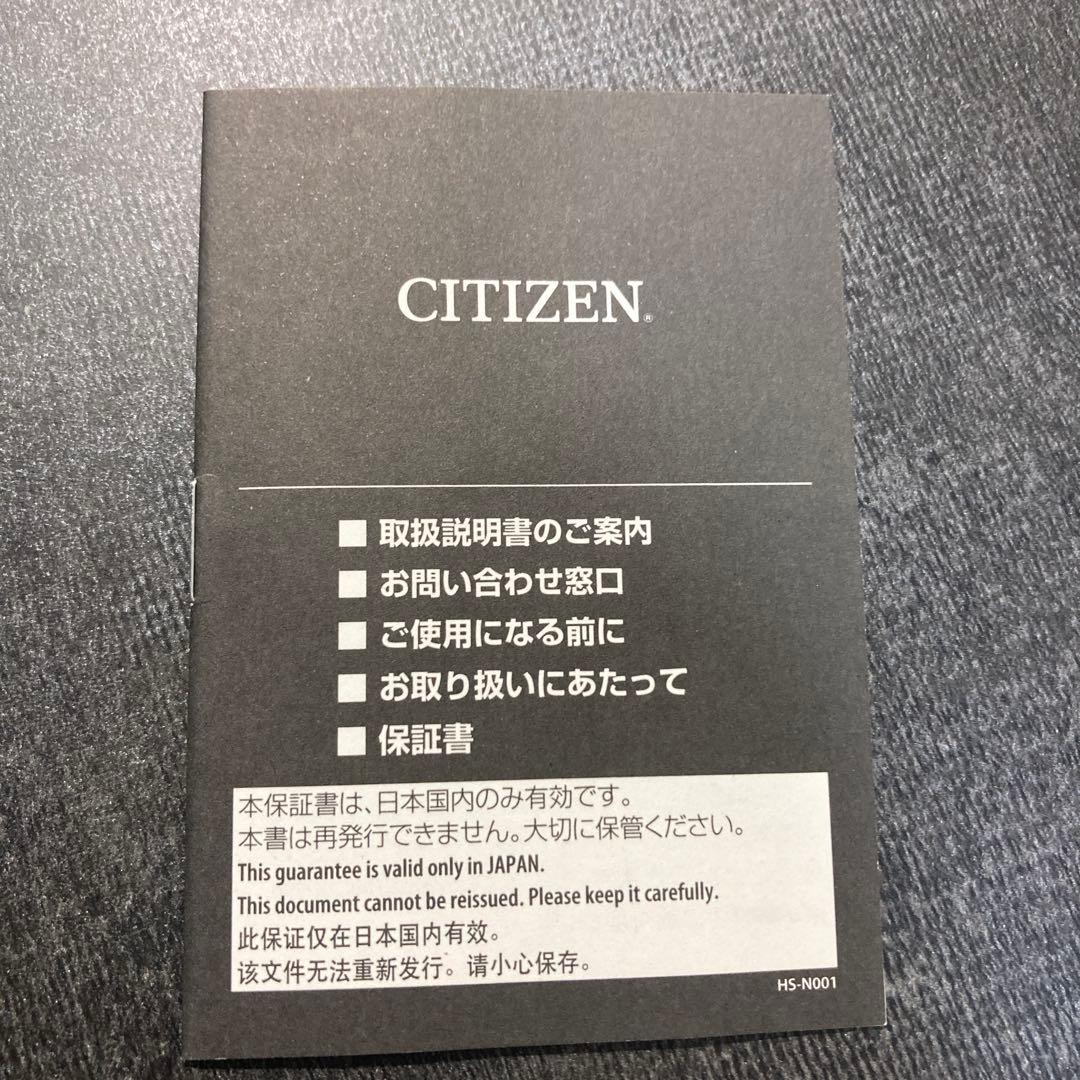 CITIZEN®
■ 取扱説明書のご案内
■ お問い合わせ窓口
■ ご使用になる前に
■ お取り扱いにあたって
■ 保証書
本保証書は、日本国内のみ有効です。
本書は再発行できません。大切に保管ください。
This guarantee is valid only in JAPAN.
This document cannot be reissued. Please keep it carefully.
此保证仅在日本国内有效。
该文件无法重新发行。请小心保存。
HS-N001